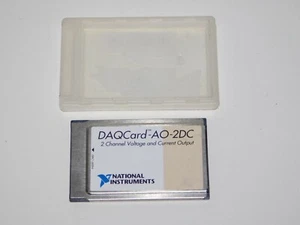 DAQCard™-AO-2DC
2 Channel Voltage and Current Output
NATIONAL
INSTRUMENTS